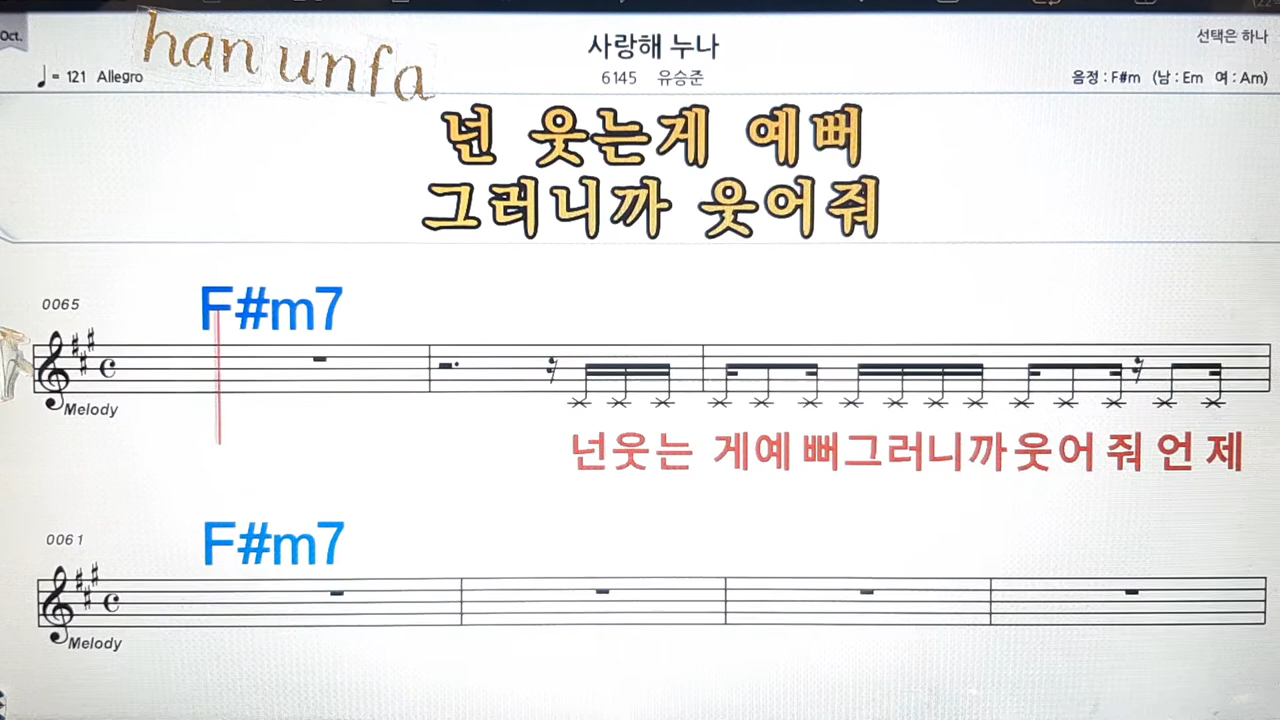 Oct.
han unfa
사랑해 누나
선택은 하나
♩= 121 Allegro
6145 유승준
음정 : F#m (남 : Em 여 : Am)
넌 웃는게 예뻐
그러니까 웃어줘
0065
F#m7
Melody
넌웃는 게예 뻐그러니까웃어 줘 언 제
0061
F#m7
Melody